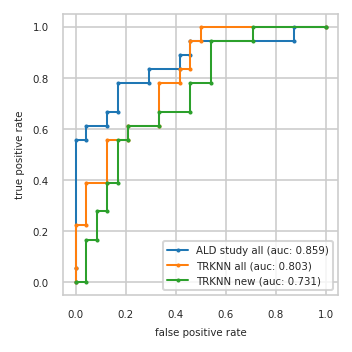 true positive rate
1.0
0.8
0.6
0.4
0.2
0.0
ALD study all (auc: 0.859)
TRKNN all (auc: 0.803)
TRKNN new (auc: 0.731)
0.0 0.2 0.4 0.6 0.8 1.0
false positive rate